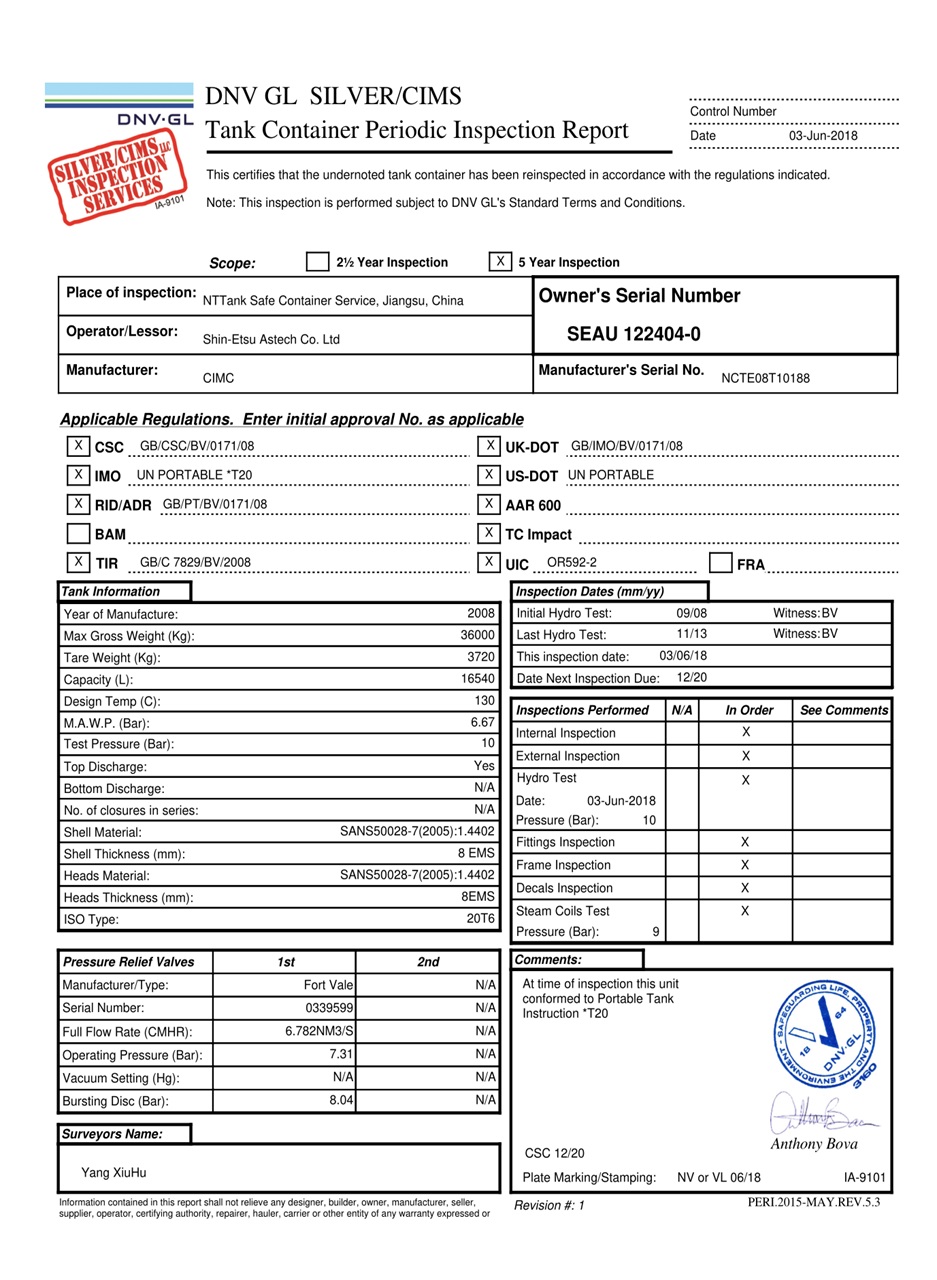 DNV GL SILVER/CIMS
Tank Container Periodic Inspection Report
Control Number
Date 03-Jun-2018
DNV·GL
SILVER/CIMS LLC
INSPECTION
SERVICES
IA-9101
This certifies that the undernoted tank container has been reinspected in accordance with the regulations indicated.
Note: This inspection is performed subject to DNV GL's Standard Terms and Conditions.
Scope: 2½ Year Inspection X 5 Year Inspection
Place of inspection: NTTank Safe Container Service, Jiangsu, China
Owner's Serial Number
SEAU 122404-0
Operator/Lessor: Shin-Etsu Astech Co. Ltd
Manufacturer: CIMC
Manufacturer's Serial No. NCTE08T10188
Applicable Regulations. Enter initial approval No. as applicable
X CSC GB/CSC/BV/0171/08 X UK-DOT GB/IMO/BV/0171/08
X IMO UN PORTABLE *T20 X US-DOT UN PORTABLE
X RID/ADR GB/PT/BV/0171/08 X AAR 600
BAM X TC Impact
X TIR GB/C 7829/BV/2008 X UIC OR592-2 FRA
Tank Information
Year of Manufacture: 2008
Max Gross Weight (Kg): 36000
Tare Weight (Kg): 3720
Capacity (L): 16540
Design Temp (C): 130
M.A.W.P. (Bar): 6.67
Test Pressure (Bar): 10
Top Discharge: Yes
Bottom Discharge: N/A
No. of closures in series: N/A
Shell Material: SANS50028-7(2005):1.4402
Shell Thickness (mm): 8 EMS
Heads Material: SANS50028-7(2005):1.4402
Heads Thickness (mm): 8EMS
ISO Type: 20T6
Inspection Dates (mm/yy)
Initial Hydro Test: 09/08 Witness:BV
Last Hydro Test: 11/13 Witness:BV
This inspection date: 03/06/18
Date Next Inspection Due: 12/20
Inspections Performed N/A In Order See Comments
Internal Inspection X
External Inspection X
Hydro Test X
Date: 03-Jun-2018
Pressure (Bar): 10
Fittings Inspection X
Frame Inspection X
Decals Inspection X
Steam Coils Test X
Pressure (Bar): 9
Pressure Relief Valves 1st 2nd
Manufacturer/Type: Fort Vale N/A
Serial Number: 0339599 N/A
Full Flow Rate (CMHR): 6.782NM3/S N/A
Operating Pressure (Bar): 7.31 N/A
Vacuum Setting (Hg): N/A N/A
Bursting Disc (Bar): 8.04 N/A
Comments:
At time of inspection this unit
conformed to Portable Tank
Instruction *T20
SAFEGUARDING LIFE, PROPERTY AND THE ENVIRONMENT
18 64
DNV·GL
3160
Anthony Bova
CSC 12/20
Plate Marking/Stamping: NV or VL 06/18 IA-9101
Surveyors Name:
Yang XiuHu
Information contained in this report shall not relieve any designer, builder, owner, manufacturer, seller,
supplier, operator, certifying authority, repairer, hauler, carrier or other entity of any warranty expressed or
Revision #: 1
PERI.2015-MAY.REV.5.3